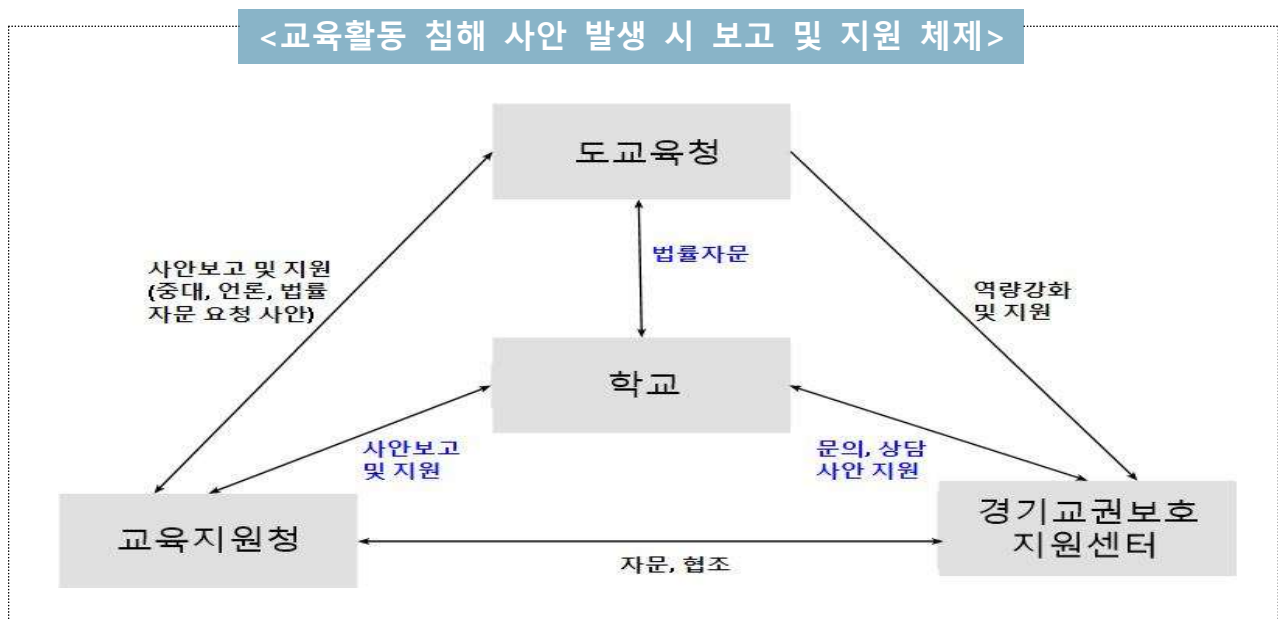 <교육활동 침해 사안 발생 시 보고 및 지원 체제>
도교육청
사안보고 및 지원
(중대, 언론, 법률
자문 요청 사안)
법률자문
역량강화
및 지원
학교
사안보고
및 지원
문의, 상담
사안 지원
교육지원청
자문, 협조
경기교권보호
지원센터